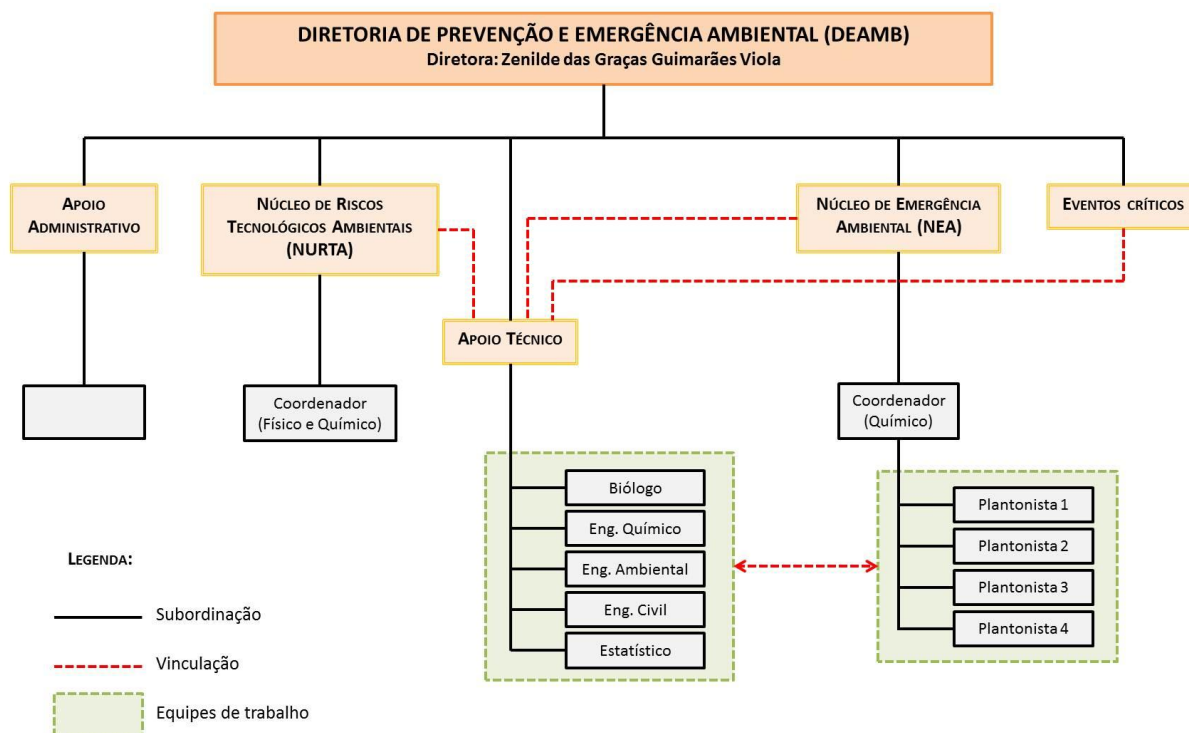 DIRETORIA DE PREVENÇÃO E EMERGÊNCIA AMBIENTAL (DEAMB)
Diretora: Zenilde das Graças Guimarães Viola
APOIO
ADMINISTRATIVO
NÚCLEO DE RISCOS
TECNOLÓGICOS AMBIENTAIS
(NURTA)
NÚCLEO DE EMERGÊNCIA
AMBIENTAL (NEA)
EVENTOS CRÍTICOS
APOIO TÉCNICO
Coordenador
(Físico e Químico)
Coordenador
(Químico)
Biólogo
Eng. Químico
Eng. Ambiental
Eng. Civil
Estatístico
Plantonista 1
Plantonista 2
Plantonista 3
Plantonista 4
LEGENDA:
Subordinação
Vinculação
Equipes de trabalho